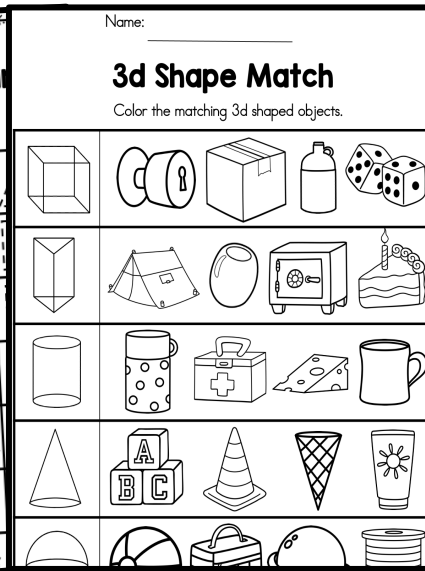 Name:
3d Shape Match
Color the matching 3d shaped objects.
A
B C